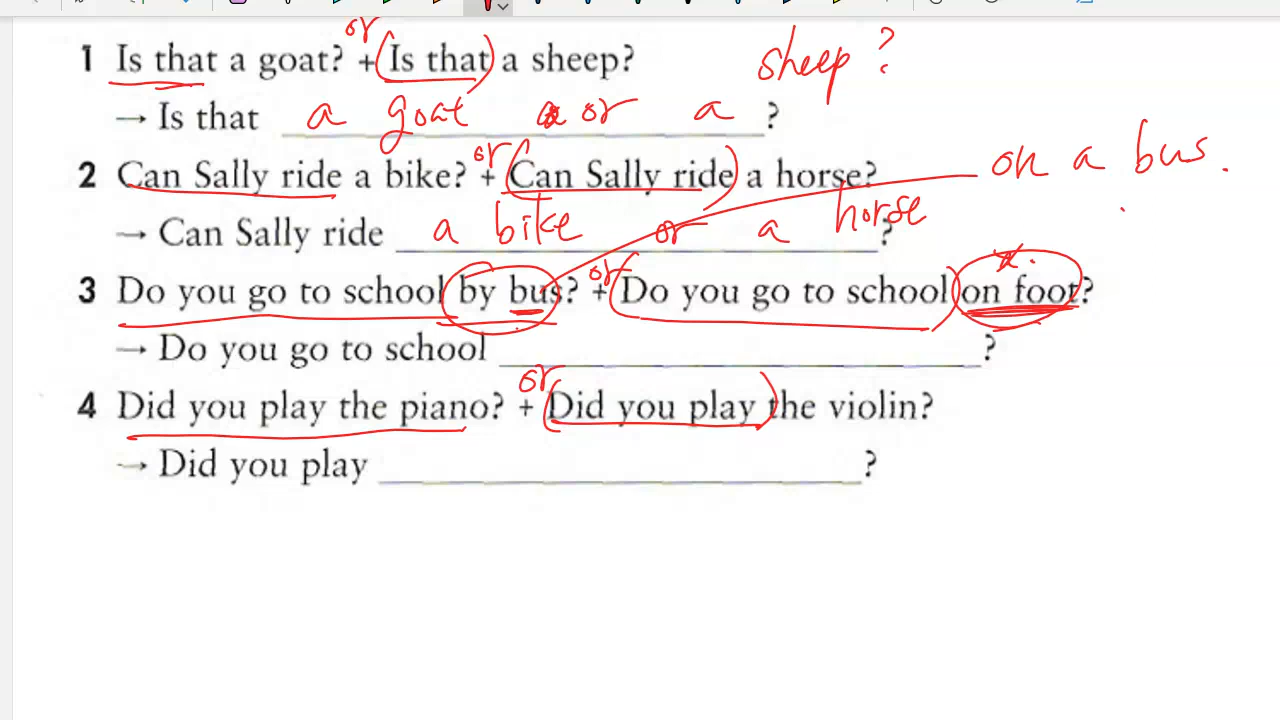 or
1 Is that a goat? + (Is that) a sheep?
sheep?
→ Is that a goat or a ?
or
on a bus.
2 Can Sally ride a bike? + (Can Sally ride) a horse?
→ Can Sally ride a bike or a horse ?
or
3 Do you go to school by bus? + (Do you go to school) on foot?
→ Do you go to school ?
or
4 Did you play the piano? + (Did you play) the violin?
→ Did you play ?